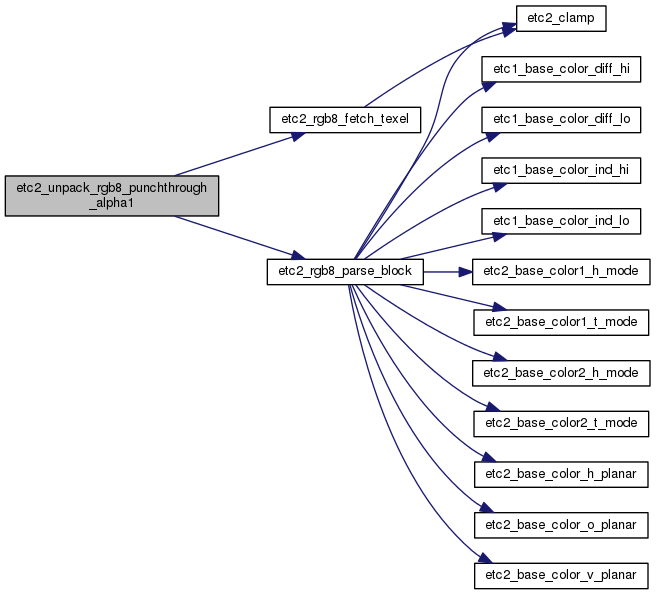 etc2_clamp
etc1_base_color_diff_hi
etc2_rgb8_fetch_texel
etc1_base_color_diff_lo
etc1_base_color_ind_hi
etc2_unpack_rgb8_punchthrough
_alpha1
etc1_base_color_ind_lo
etc2_rgb8_parse_block
etc2_base_color1_h_mode
etc2_base_color1_t_mode
etc2_base_color2_h_mode
etc2_base_color2_t_mode
etc2_base_color_h_planar
etc2_base_color_o_planar
etc2_base_color_v_planar